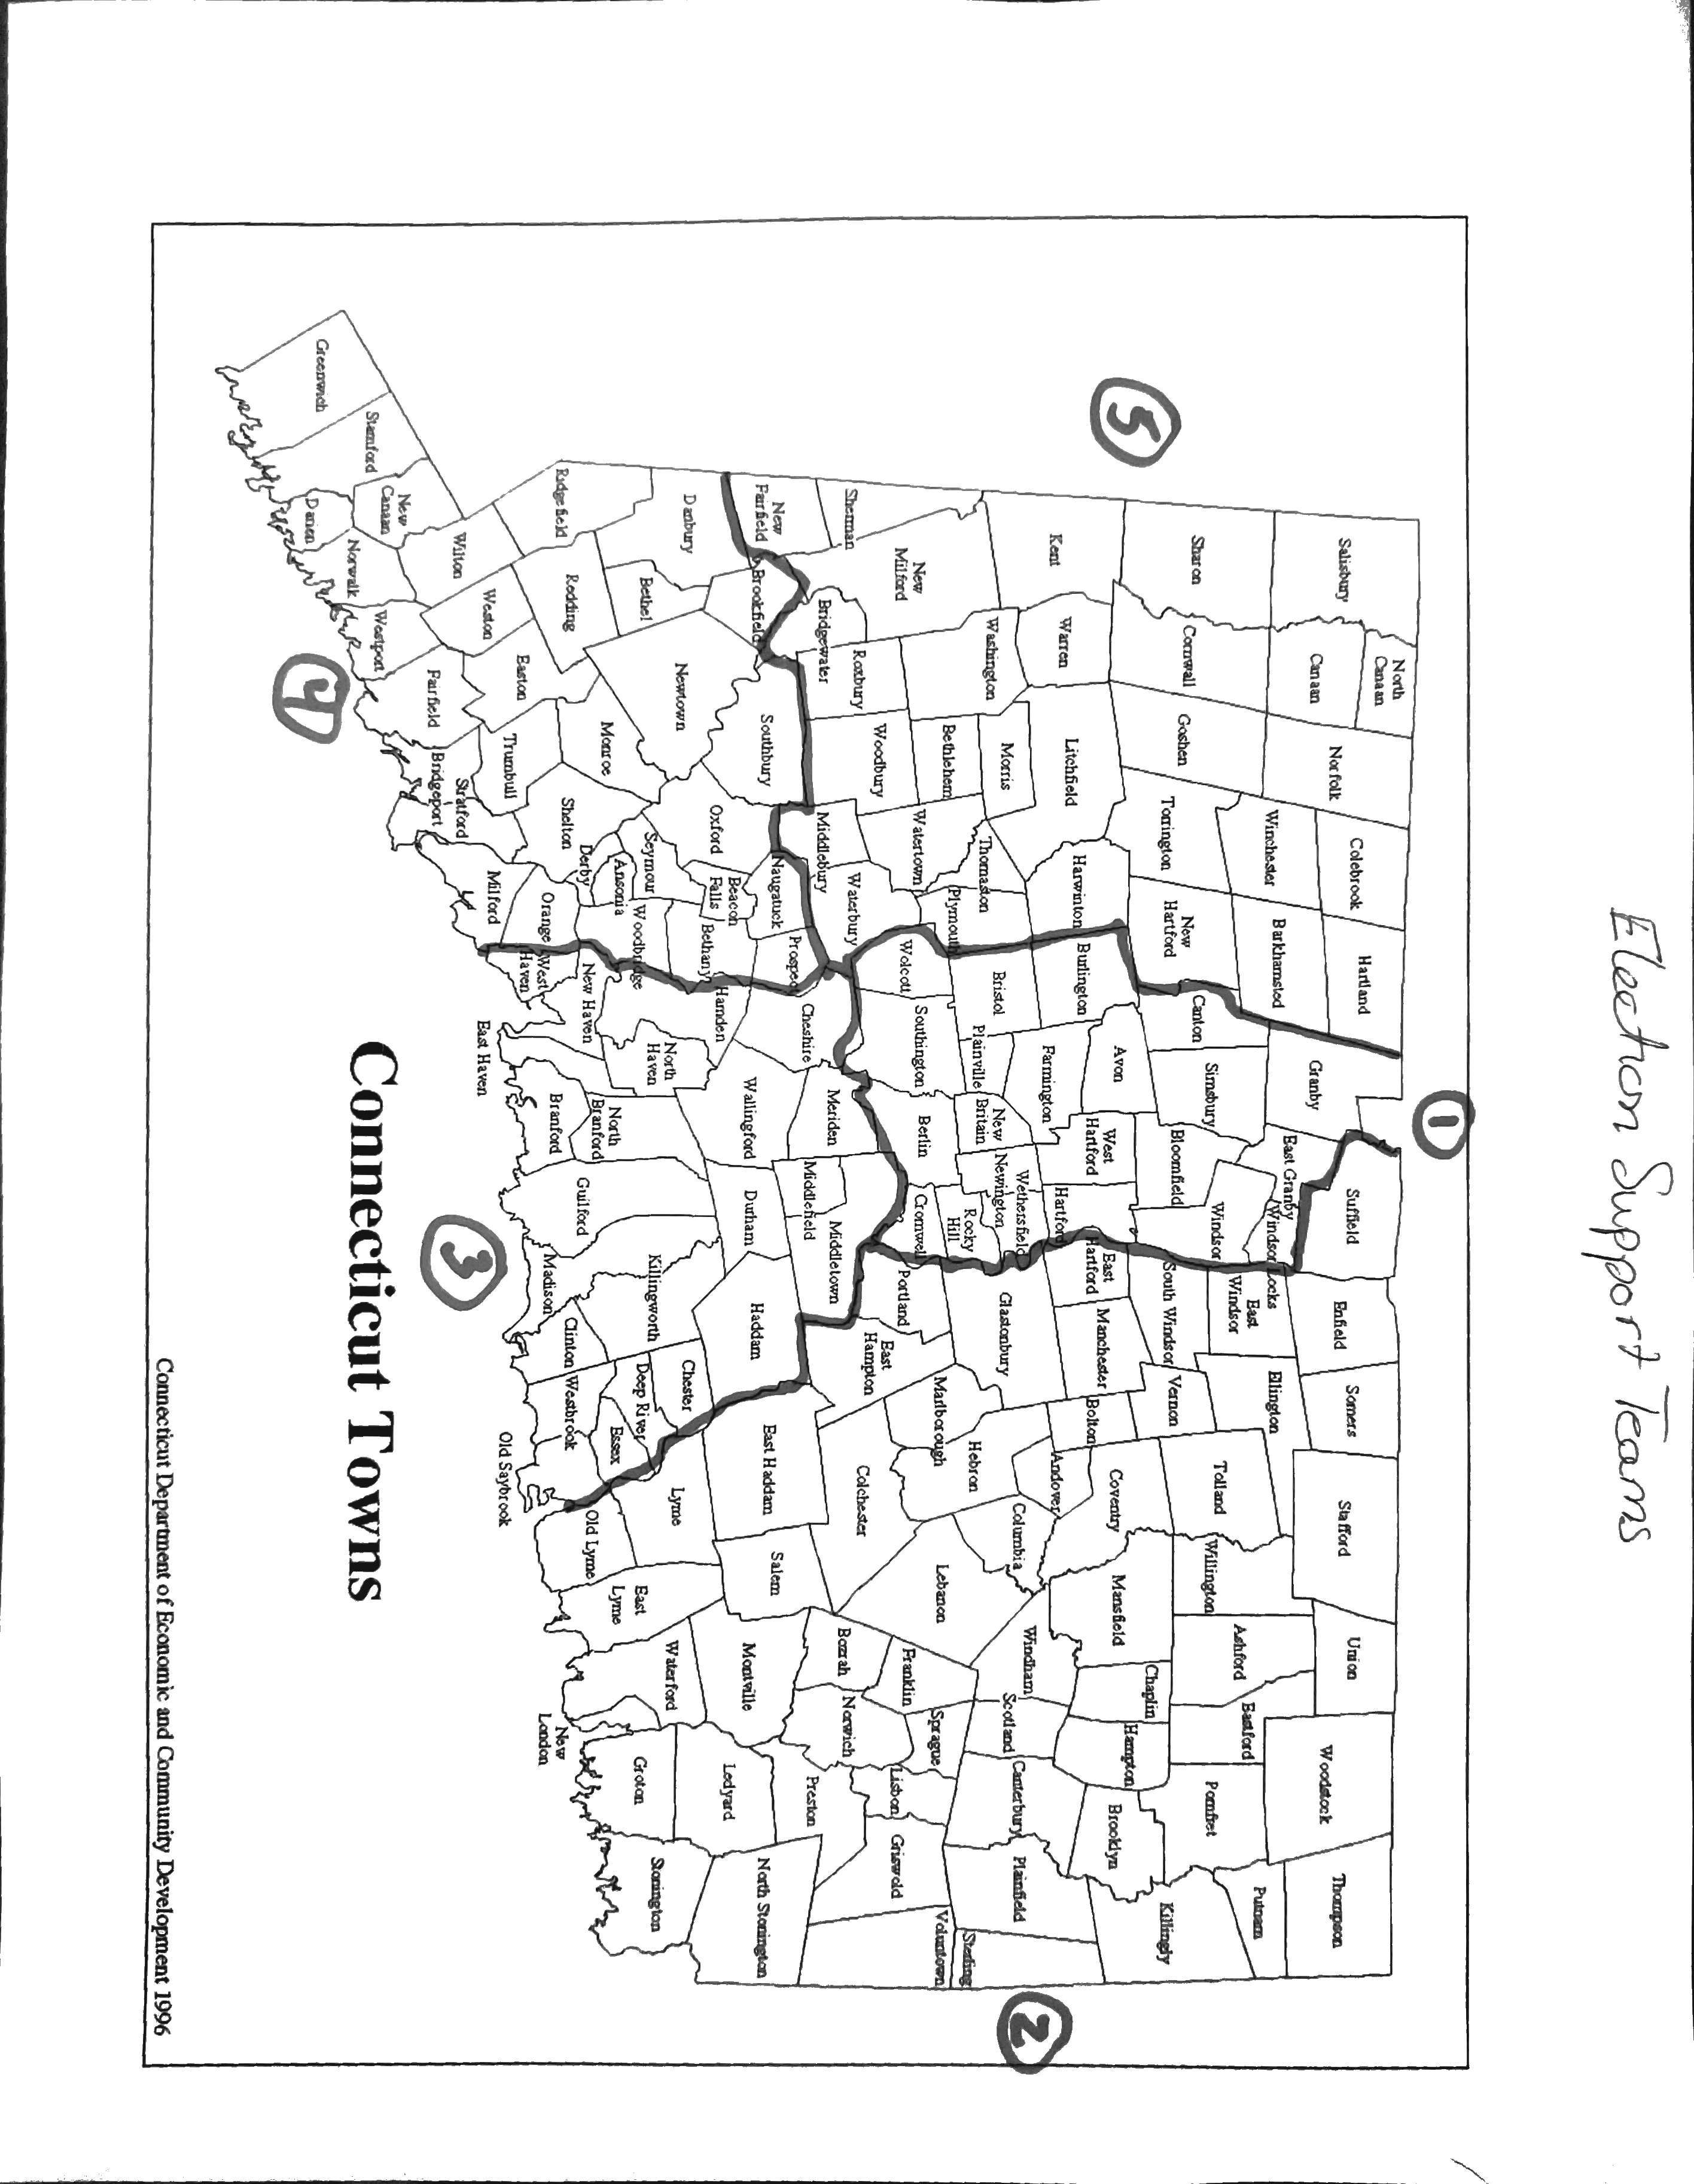 Election Support Teams
1
2
3
4
5
Salisbury
North
Canaan
Canaan
Norfolk
Colebrook
Hartland
Granby
Suffield
Enfield
Somers
Stafford
Union
Woodstock
Thompson
Sharon
Cornwall
Goshen
Winchester
Barkhamsted
East Granby
Windsor Locks
East
Windsor
Ellington
Willington
Ashford
Eastford
Pomfret
Putnam
Killingly
Torrington
New
Hartford
Canton
Simsbury
Bloomfield
Windsor
South Windsor
Vernon
Tolland
Kent
Warren
Litchfield
Harwinton
Burlington
Avon
Farmington
West
Hartford
Hartford
East
Hartford
Manchester
Bolton
Andover
Coventry
Mansfield
Chaplin
Hampton
Brooklyn
New
Milford
Washington
Morris
Bethlehem
Watertown
Thomaston
Plymouth
Bristol
Plainville
New
Britain
Newington
Wethersfield
Rocky
Hill
Glastonbury
Marlborough
Hebron
Columbia
Lebanon
Windham
Scotland
Canterbury
Plainfield
Sterling
Sherman
New
Fairfield
Bridgewater
Roxbury
Woodbury
Middlebury
Waterbury
Wolcott
Southington
Berlin
Cromwell
Portland
East
Hampton
Colchester
Bozrah
Franklin
Sprague
Norwich
Lisbon
Griswold
Voluntown
Danbury
Brookfield
Bethel
Newtown
Southbury
Oxford
Naugatuck
Beacon
Falls
Prospect
Bethany
Cheshire
Meriden
Middlefield
Middletown
Durham
Wallingford
Haddam
East Haddam
Salem
Montville
Preston
Ledyard
North Stonington
Ridgefield
Redding
Monroe
Seymour
Ansonia
Derby
Shelton
Woodbridge
Hamden
North
Haven
New Haven
North
Branford
Branford
Guilford
Madison
Killingworth
Clinton
Chester
Deep River
Essex
Westbrook
Lyme
Old Lyme
East
Lyme
Waterford
Groton
Stonington
Wilton
Weston
Easton
Trumbull
Fairfield
Bridgeport
Stratford
Milford
Orange
West
Haven
East Haven
Old Saybrook
New
London
Greenwich
Stamford
New
Canaan
Darien
Norwalk
Westport
Connecticut Towns
Connecticut Department of Economic and Community Development 1996